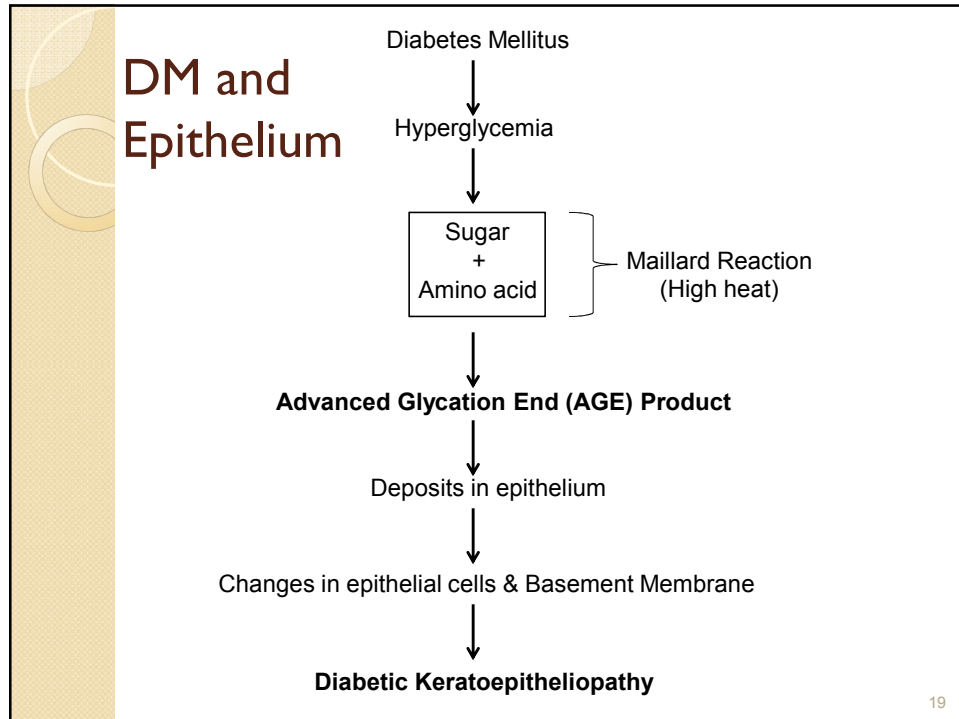 DM and
Epithelium
Diabetes Mellitus
Hyperglycemia
Sugar
+
Amino acid
Maillard Reaction
(High heat)
Advanced Glycation End (AGE) Product
Deposits in epithelium
Changes in epithelial cells & Basement Membrane
Diabetic Keratoepitheliopathy
19